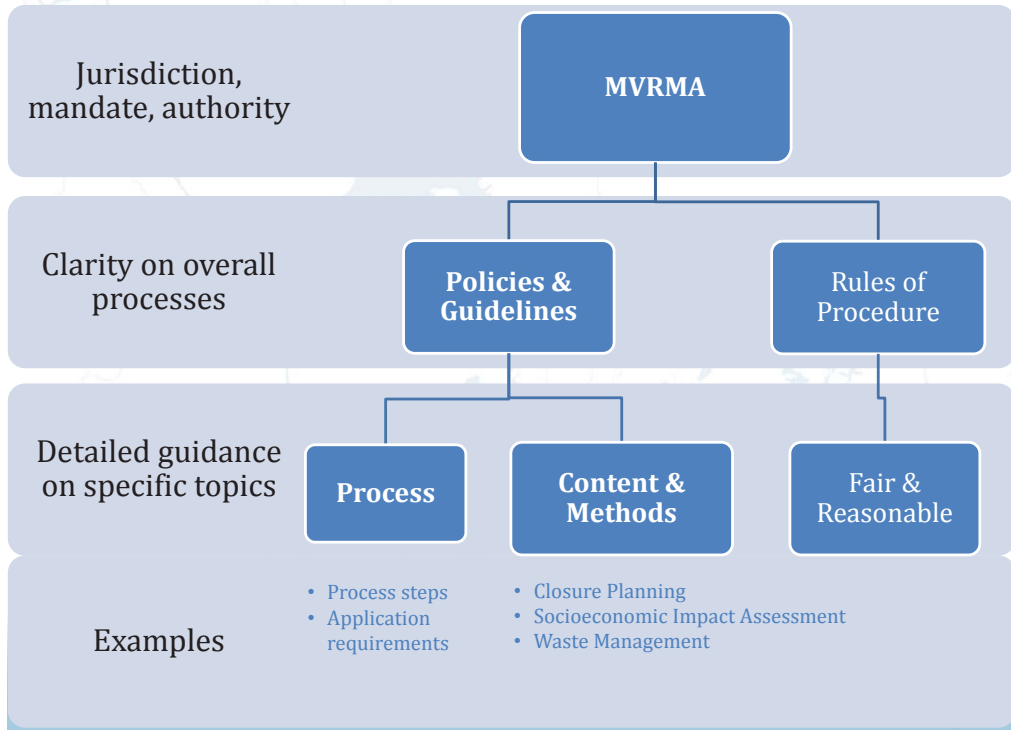 Jurisdiction,
mandate, authority
MVRMA
Clarity on overall
processes
Policies &
Guidelines
Rules of
Procedure
Detailed guidance
on specific topics
Process
Content &
Methods
Fair &
Reasonable
Examples
• Process steps
• Application
requirements
• Closure Planning
• Socioeconomic Impact Assessment
• Waste Management